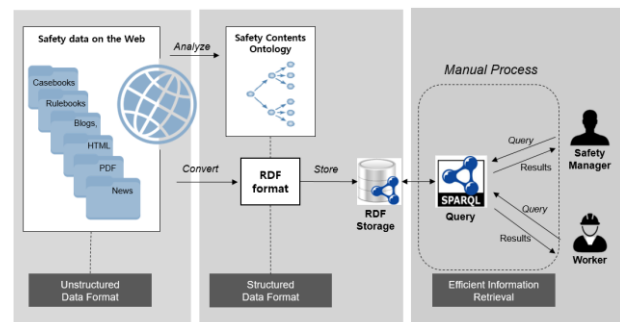 Safety data on the Web
Casebooks
Rulebooks
Blogs,
HTML
PDF
News
Unstructured
Data Format
Analyze
Convert
Safety Contents
Ontology
RDF
format
Store
RDF
Storage
Structured
Data Format
Manual Process
SPARQL
Query
Query
Results
Safety
Manager
Query
Results
Worker
Efficient Information
Retrieval